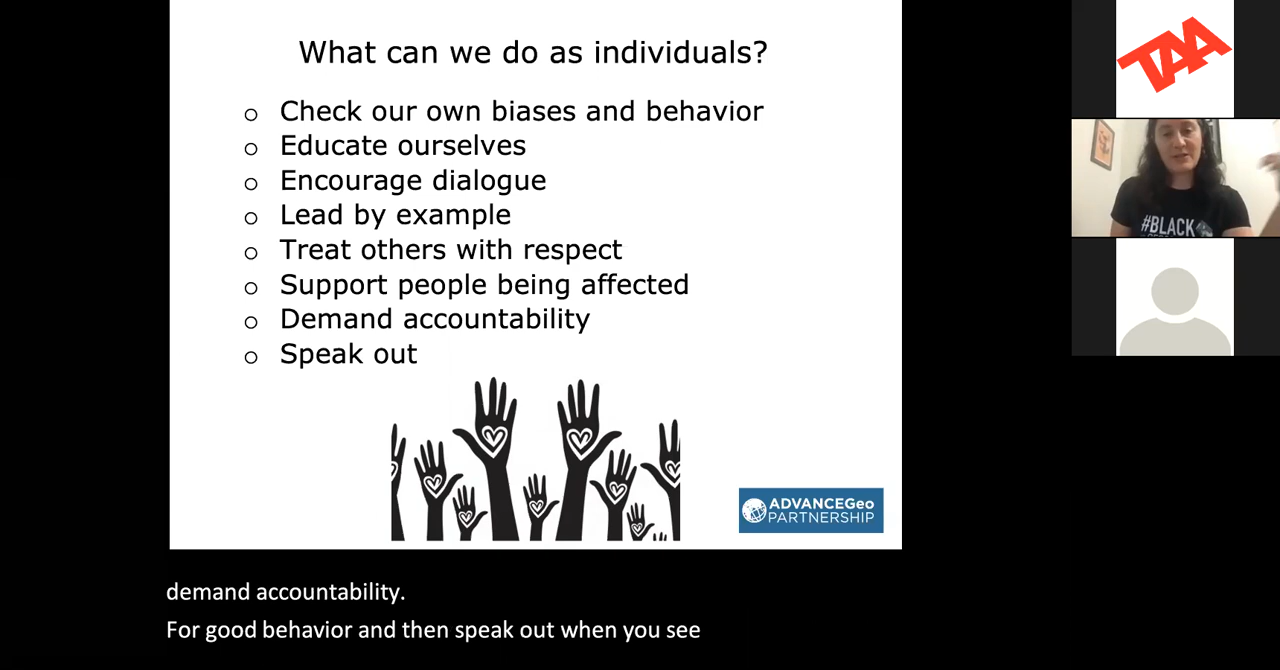 What can we do as individuals?
o Check our own biases and behavior
o Educate ourselves
o Encourage dialogue
o Lead by example
o Treat others with respect
o Support people being affected
o Demand accountability
o Speak out
ADVANCEGeo
PARTNERSHIP
demand accountability.
For good behavior and then speak out when you see
TAA
#BLACK